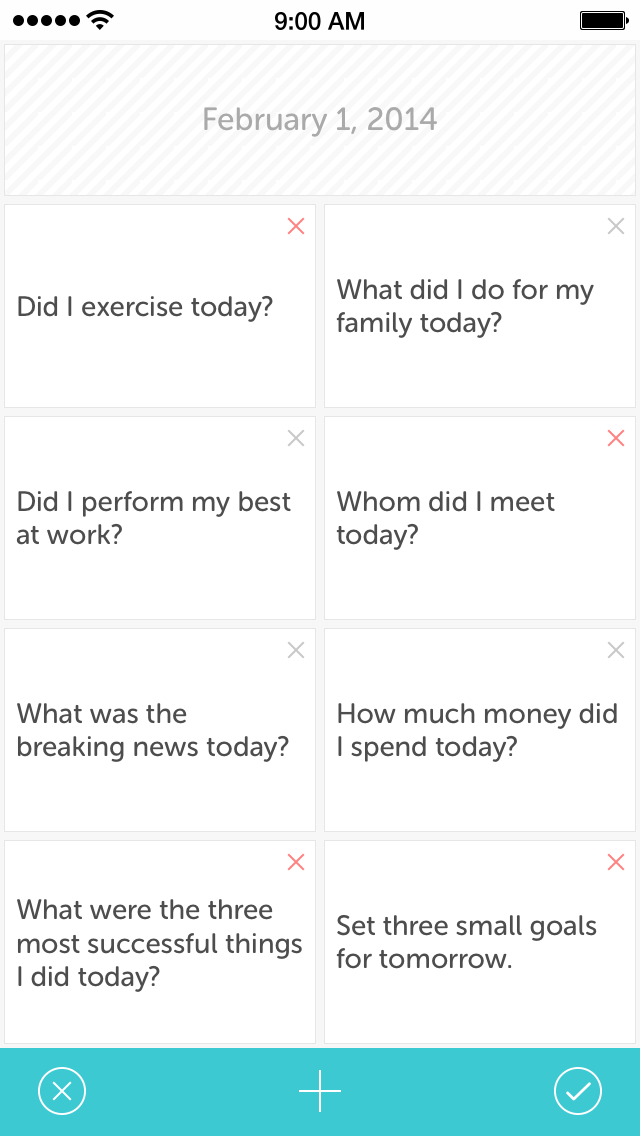 9:00 AM
February 1, 2014
Did I exercise today?
What did I do for my
family today?
Did I perform my best
at work?
Whom did I meet
today?
What was the
breaking news today?
How much money did
I spend today?
What were the three
most successful things
I did today?
Set three small goals
for tomorrow.